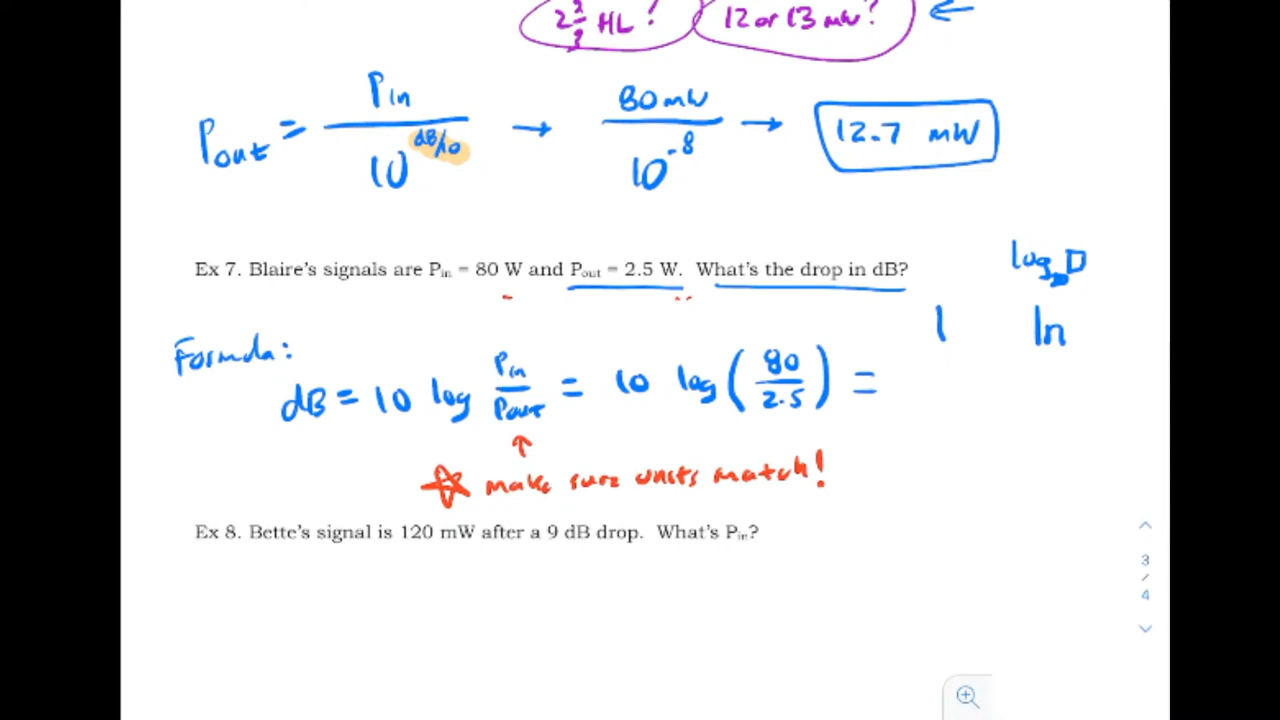 2 2/3 HL? 12 or 13 mW?
Pout = Pin / 10^dB/10 → 80 mW / 10^-8 → 12.7 mW
Ex 7. Blaire's signals are Pin = 80 W and Pout = 2.5 W. What's the drop in dB?
log
ln
Formula:
dB = 10 log Pin/Pout = 10 log (80/2.5) =
make sure units match!
Ex 8. Bette's signal is 120 mW after a 9 dB drop. What's Pin?
3
/
4